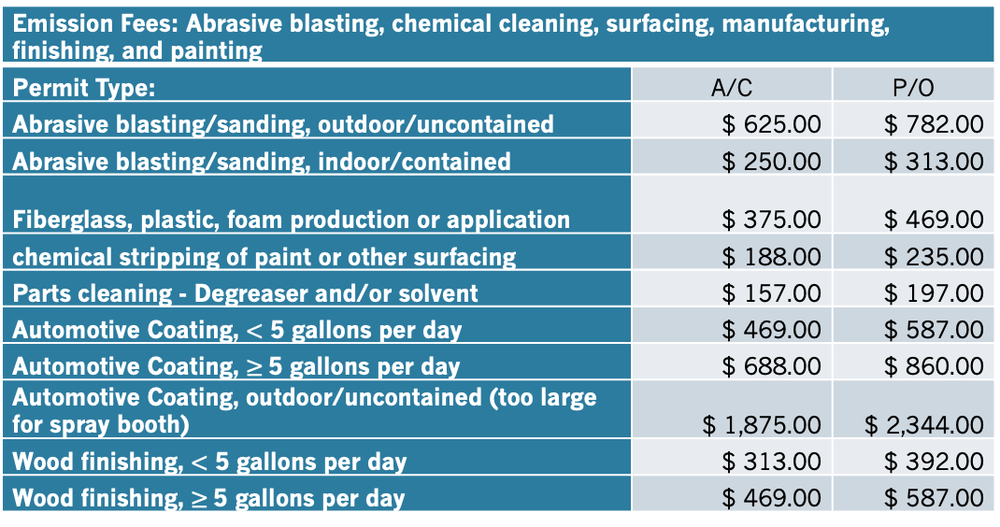 Emission Fees: Abrasive blasting, chemical cleaning, surfacing, manufacturing,
finishing, and painting
Permit Type: A/C P/O
Abrasive blasting/sanding, outdoor/uncontained $ 625.00 $ 782.00
Abrasive blasting/sanding, indoor/contained $ 250.00 $ 313.00
Fiberglass, plastic, foam production or application $ 375.00 $ 469.00
chemical stripping of paint or other surfacing $ 188.00 $ 235.00
Parts cleaning - Degreaser and/or solvent $ 157.00 $ 197.00
Automotive Coating, < 5 gallons per day $ 469.00 $ 587.00
Automotive Coating, ≥ 5 gallons per day $ 688.00 $ 860.00
Automotive Coating, outdoor/uncontained (too large
for spray booth) $ 1,875.00 $ 2,344.00
Wood finishing, < 5 gallons per day $ 313.00 $ 392.00
Wood finishing, ≥ 5 gallons per day $ 469.00 $ 587.00